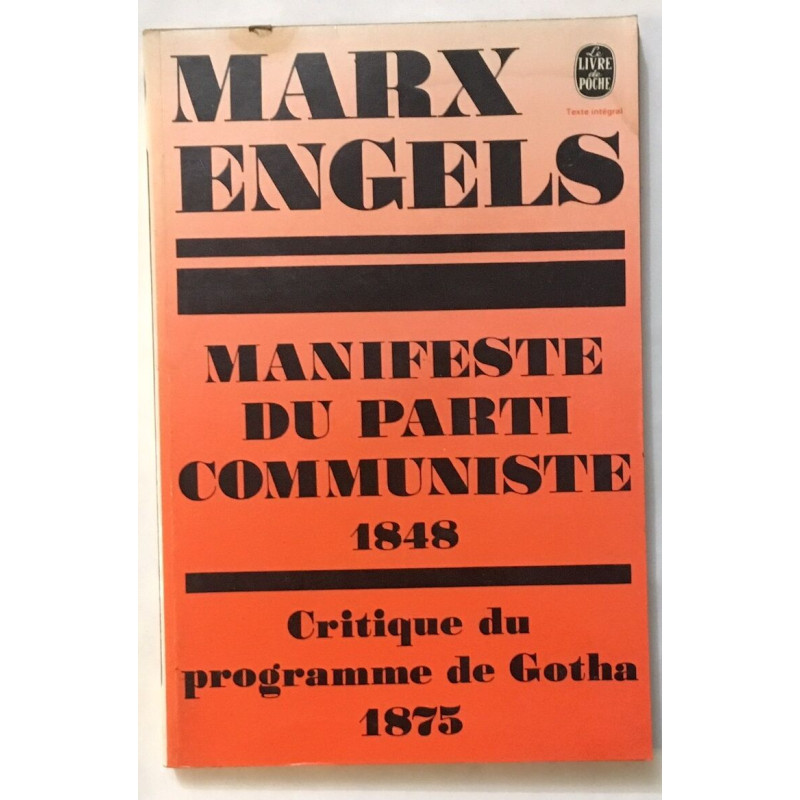 MARX
ENGELS
Le
LIVRE
de
POCHE
Texte intégral
MANIFESTE
DU PARTI
COMMUNISTE
1848
Critique du
programme de Gotha
1875